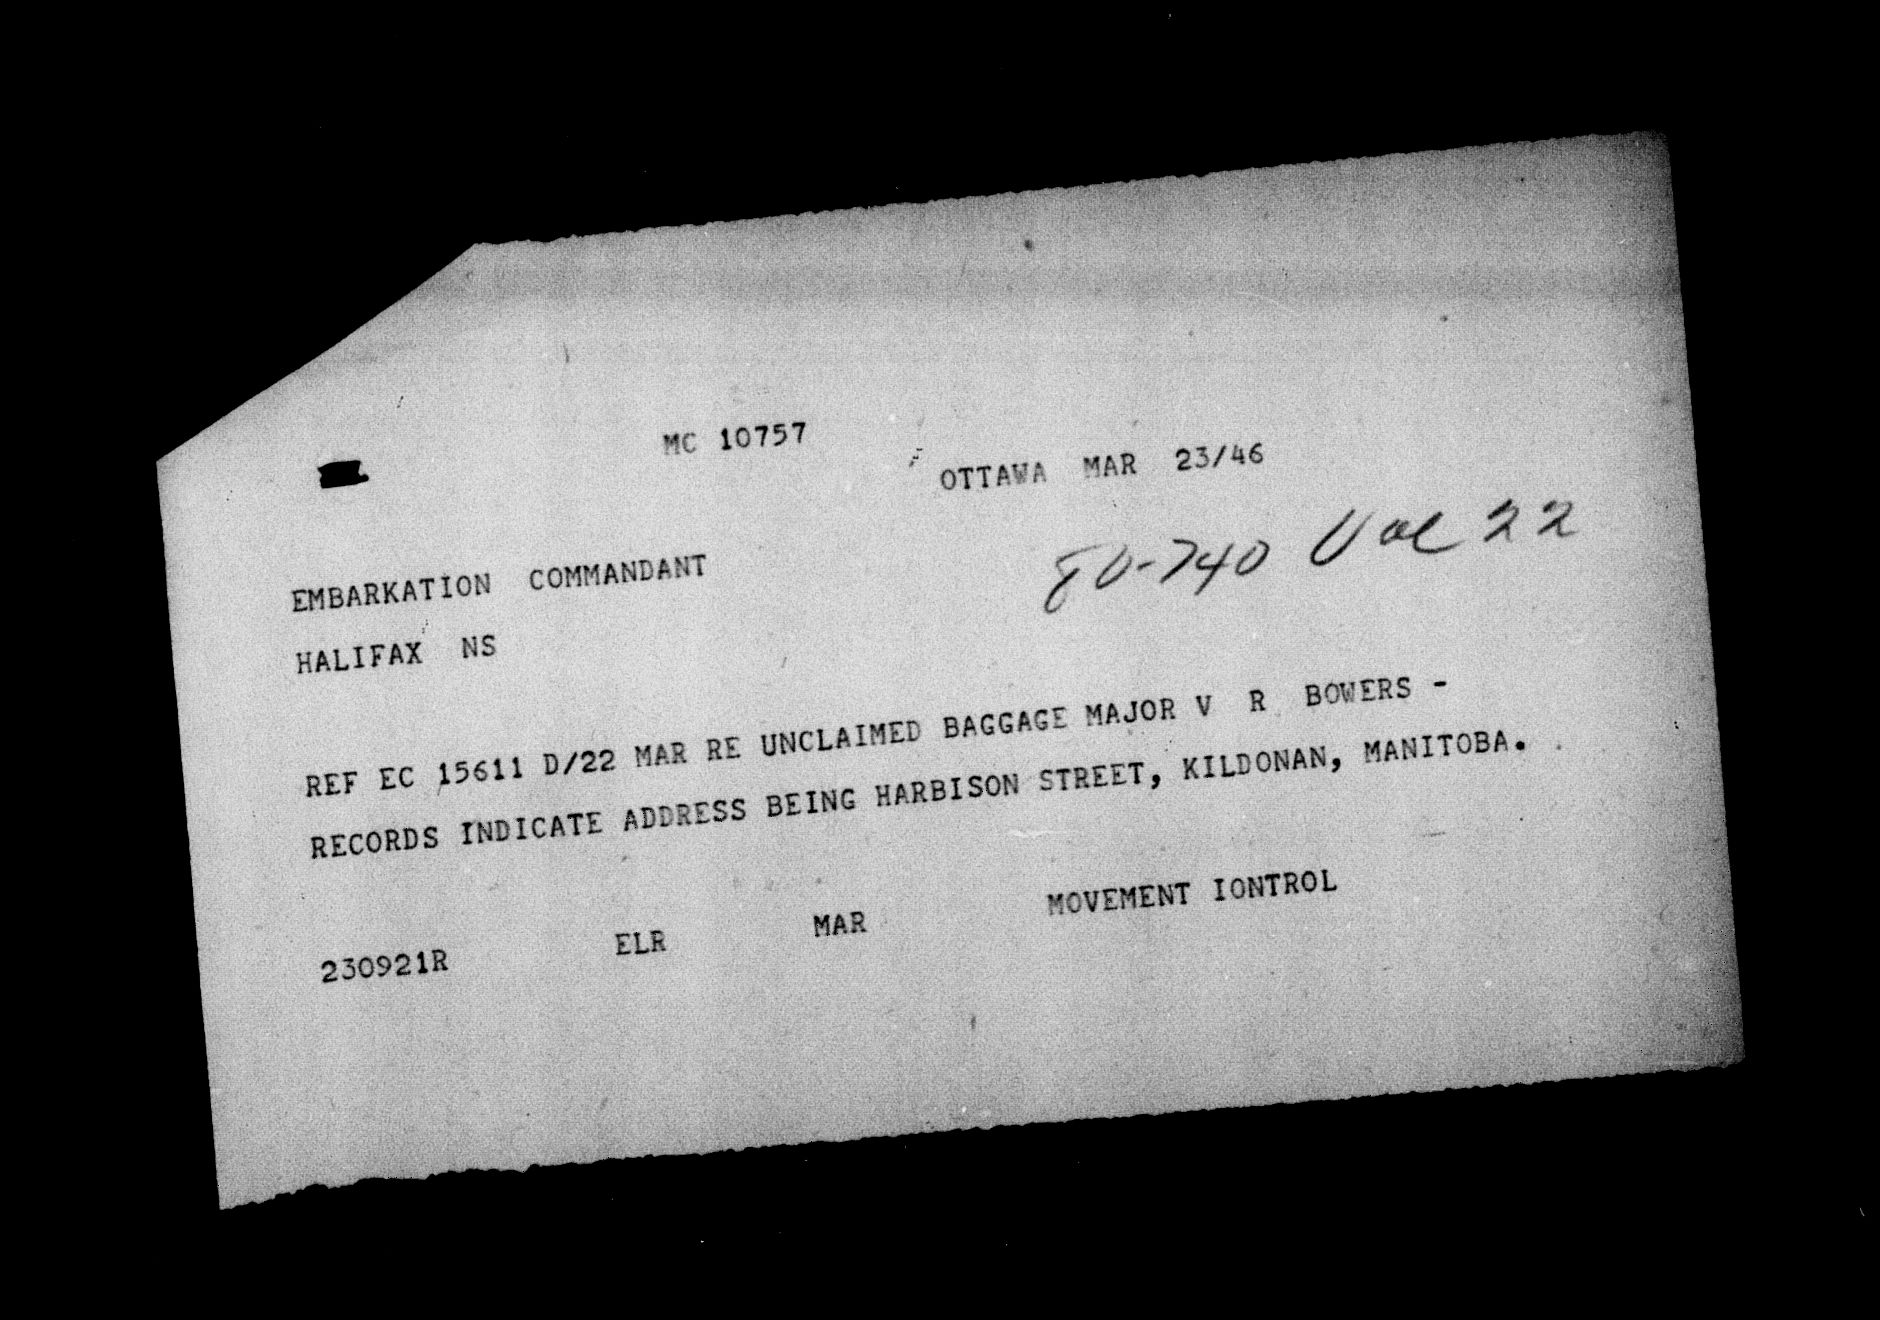 MC 10757
OTTAWA MAR 23/46
80-740 Vol 22
EMBARKATION COMMANDANT
HALIFAX NS
REF EC 15611 D/22 MAR RE UNCLAIMED BAGGAGE MAJOR V R BOWERS -
RECORDS INDICATE ADDRESS BEING HARBISON STREET, KILDONAN, MANITOBA.
MOVEMENT IONTROL
230921R ELR MAR